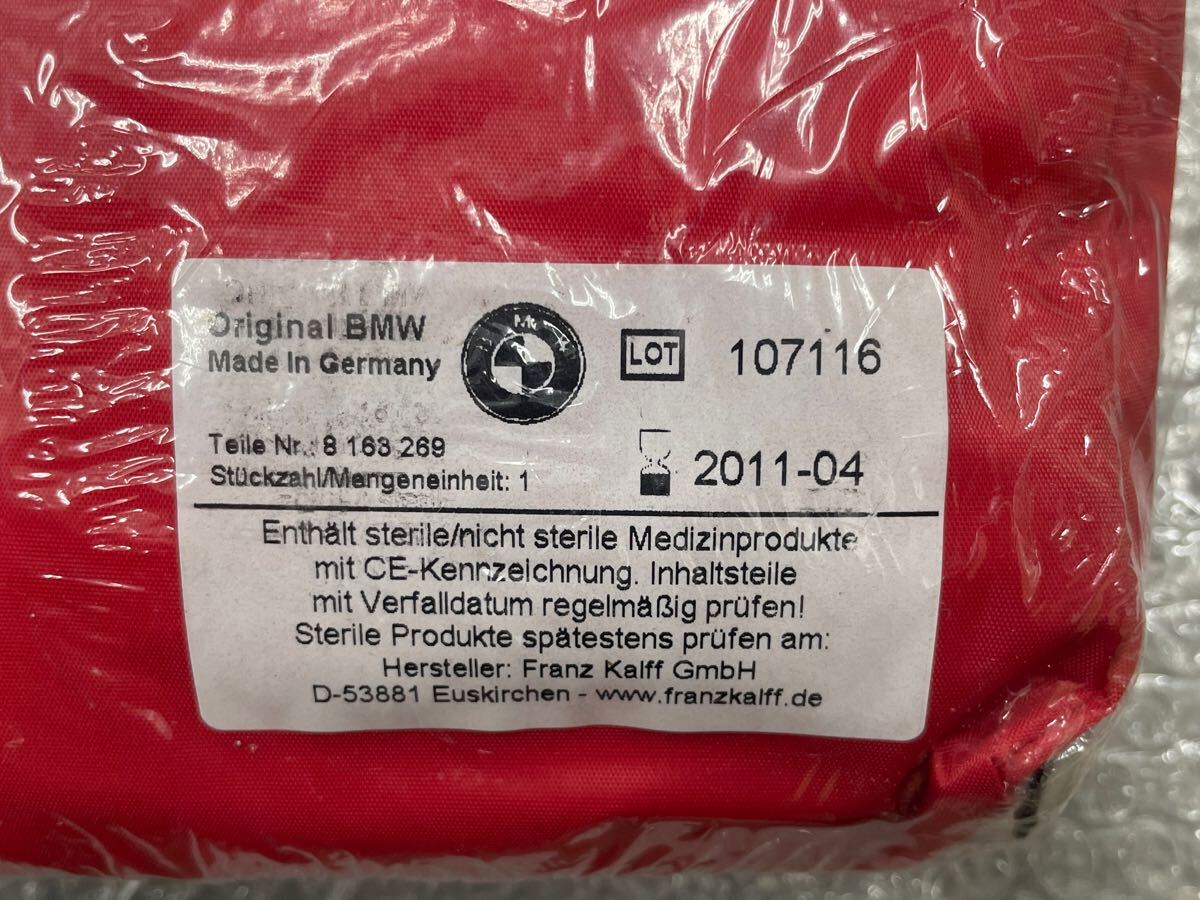 Original BMW
Made In Germany
LOT
107116
Teile Nr.: 8 163 269
Stückzahl/Mengeneinheit: 1
2011-04
Enthält sterile/nicht sterile Medizinprodukte
mit CE-Kennzeichnung. Inhaltsteile
mit Verfalldatum regelmäßig prüfen!
Sterile Produkte spätestens prüfen am:
Hersteller: Franz Kalff GmbH
D-53881 Euskirchen - www.franzkalff.de